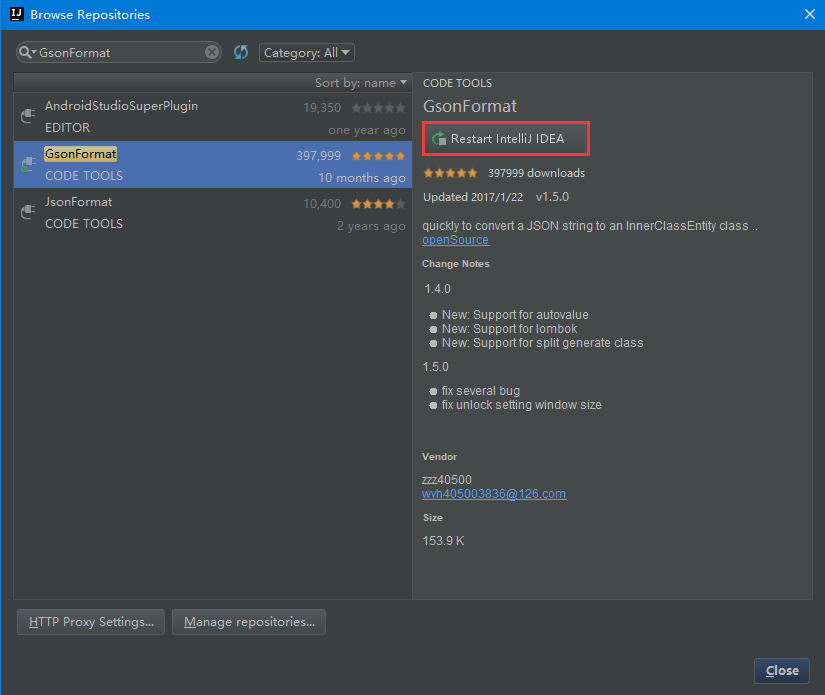 IJ Browse Repositories
GsonFormat
Category: All
Sort by: name
AndroidStudioSuperPlugin 19,350
EDITOR one year ago
GsonFormat 397,999
CODE TOOLS 10 months ago
JsonFormat 10,400
CODE TOOLS 2 years ago
CODE TOOLS
GsonFormat
Restart IntelliJ IDEA
397999 downloads
Updated 2017/1/22 v1.5.0
quickly to convert a JSON string to an InnerClassEntity class ..
openSource
Change Notes
1.4.0
New: Support for autovalue
New: Support for lombok
New: Support for split generate class
1.5.0
fix several bug
fix unlock setting window size
Vendor
zzz40500
wyh405003836@126.com
Size
153.9 K
HTTP Proxy Settings...
Manage repositories...
Close